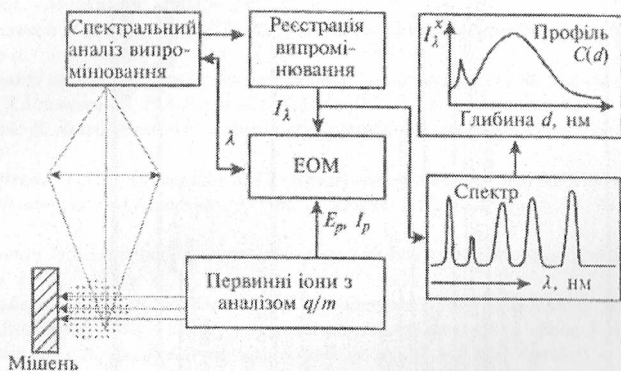 Спектральний
аналіз випро-
мінювання
Реєстрація
випромі-
нювання
I_λ^x
Профіль
C(d)
Глибина d, нм
λ
I_λ
ЕОМ
Спектр
λ, нм
E_p, I_p
Первинні іони з
аналізом q/m
Мішень